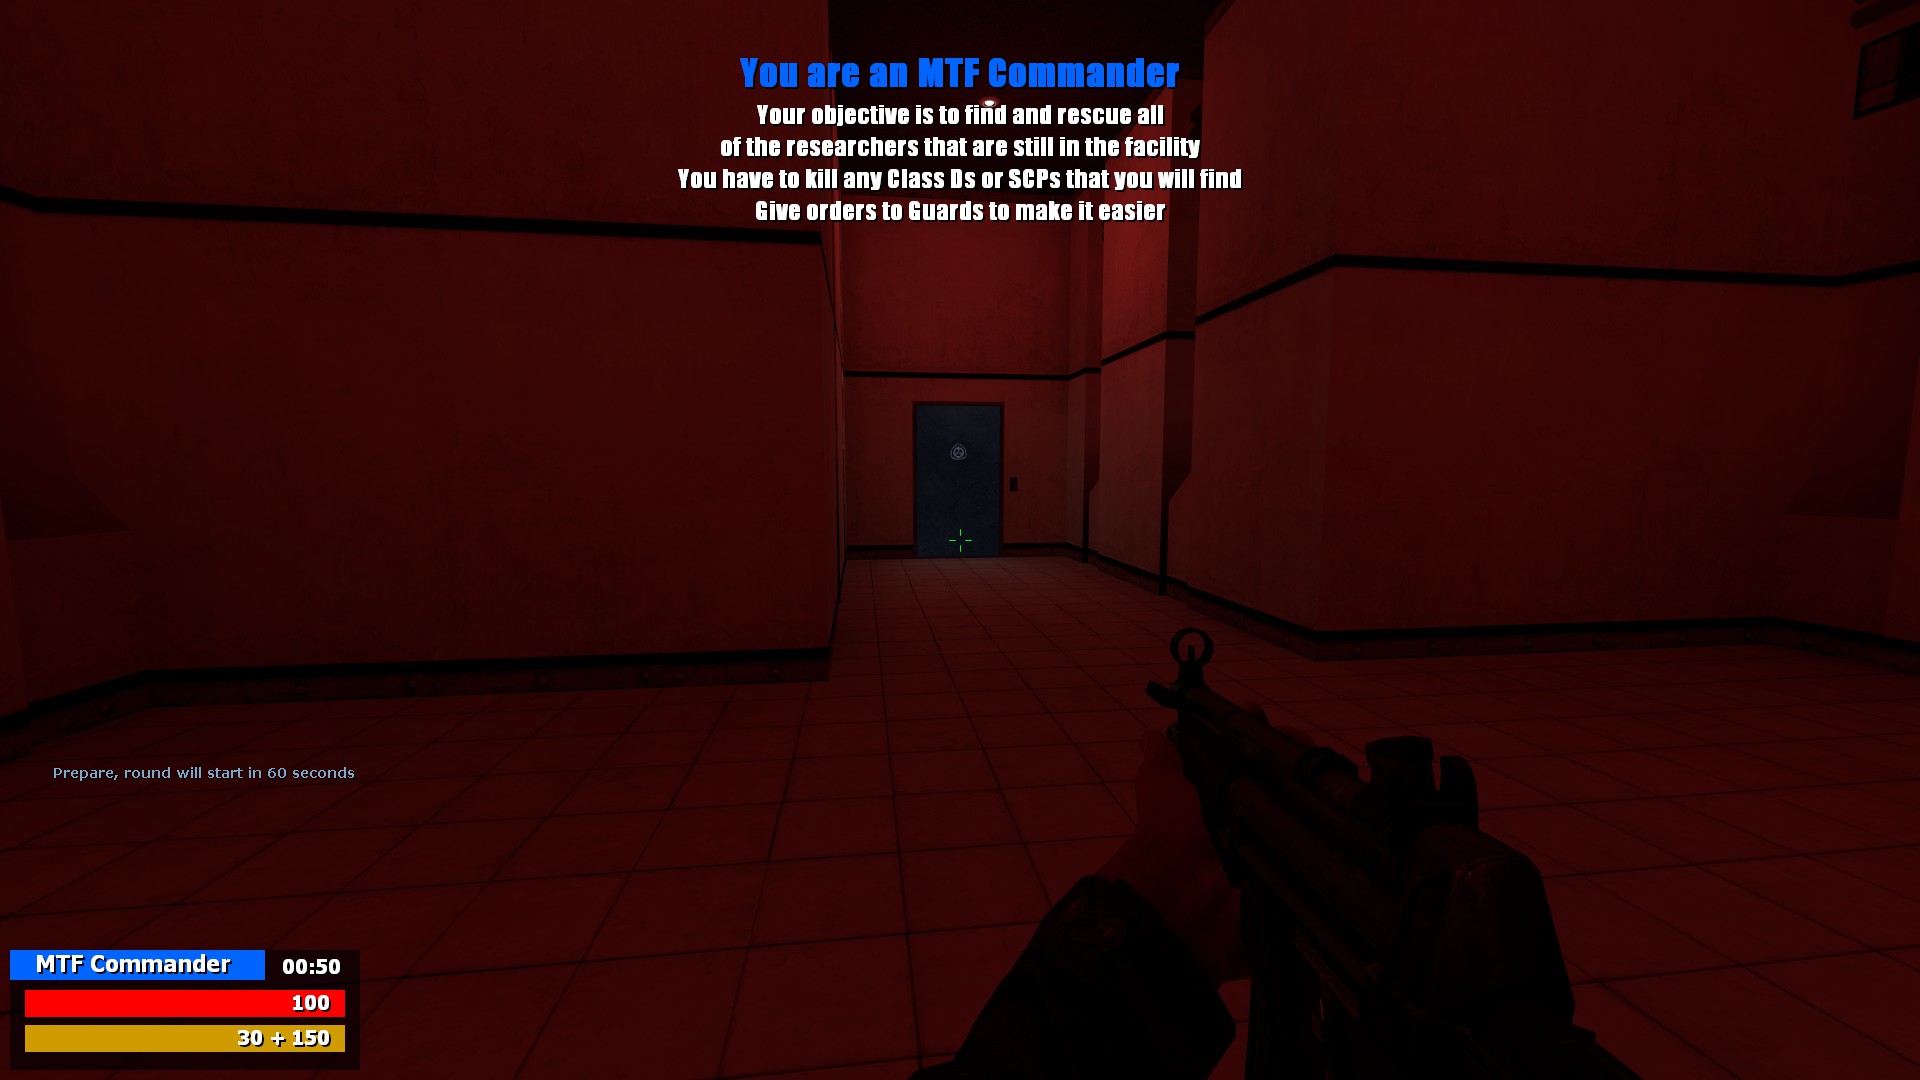 You are an MTF Commander
Your objective is to find and rescue all
of the researchers that are still in the facility
You have to kill any Class Ds or SCPs that you will find
Give orders to Guards to make it easier
Prepare, round will start in 60 seconds
MTF Commander 00:50
100
30 + 150